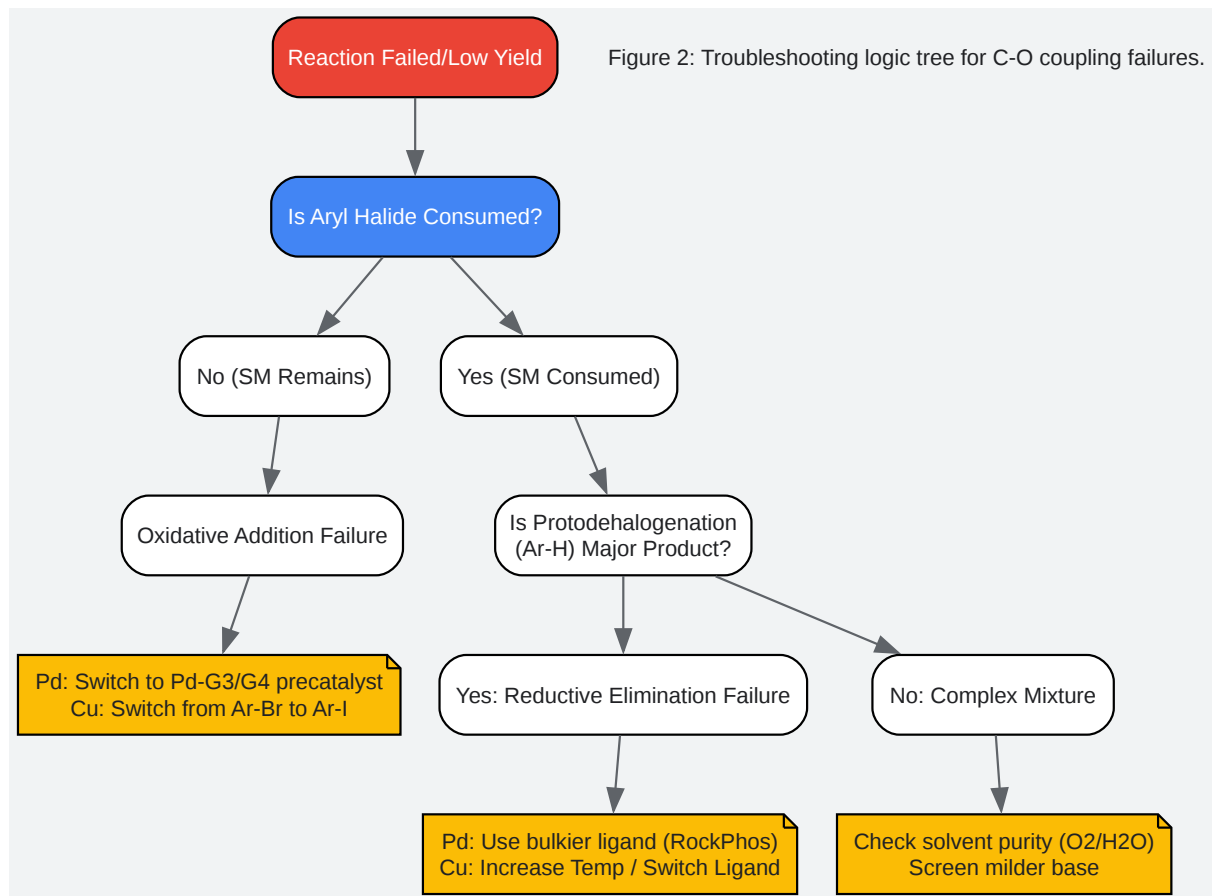 Reaction Failed/Low Yield
Figure 2: Troubleshooting logic tree for C-O coupling failures.
Is Aryl Halide Consumed?
No (SM Remains)
Yes (SM Consumed)
Oxidative Addition Failure
Is Protodehalogenation
(Ar-H) Major Product?
Pd: Switch to Pd-G3/G4 precatalyst
Cu: Switch from Ar-Br to Ar-I
Yes: Reductive Elimination Failure
No: Complex Mixture
Pd: Use bulkier ligand (RockPhos)
Cu: Increase Temp / Switch Ligand
Check solvent purity (O2/H2O)
Screen milder base